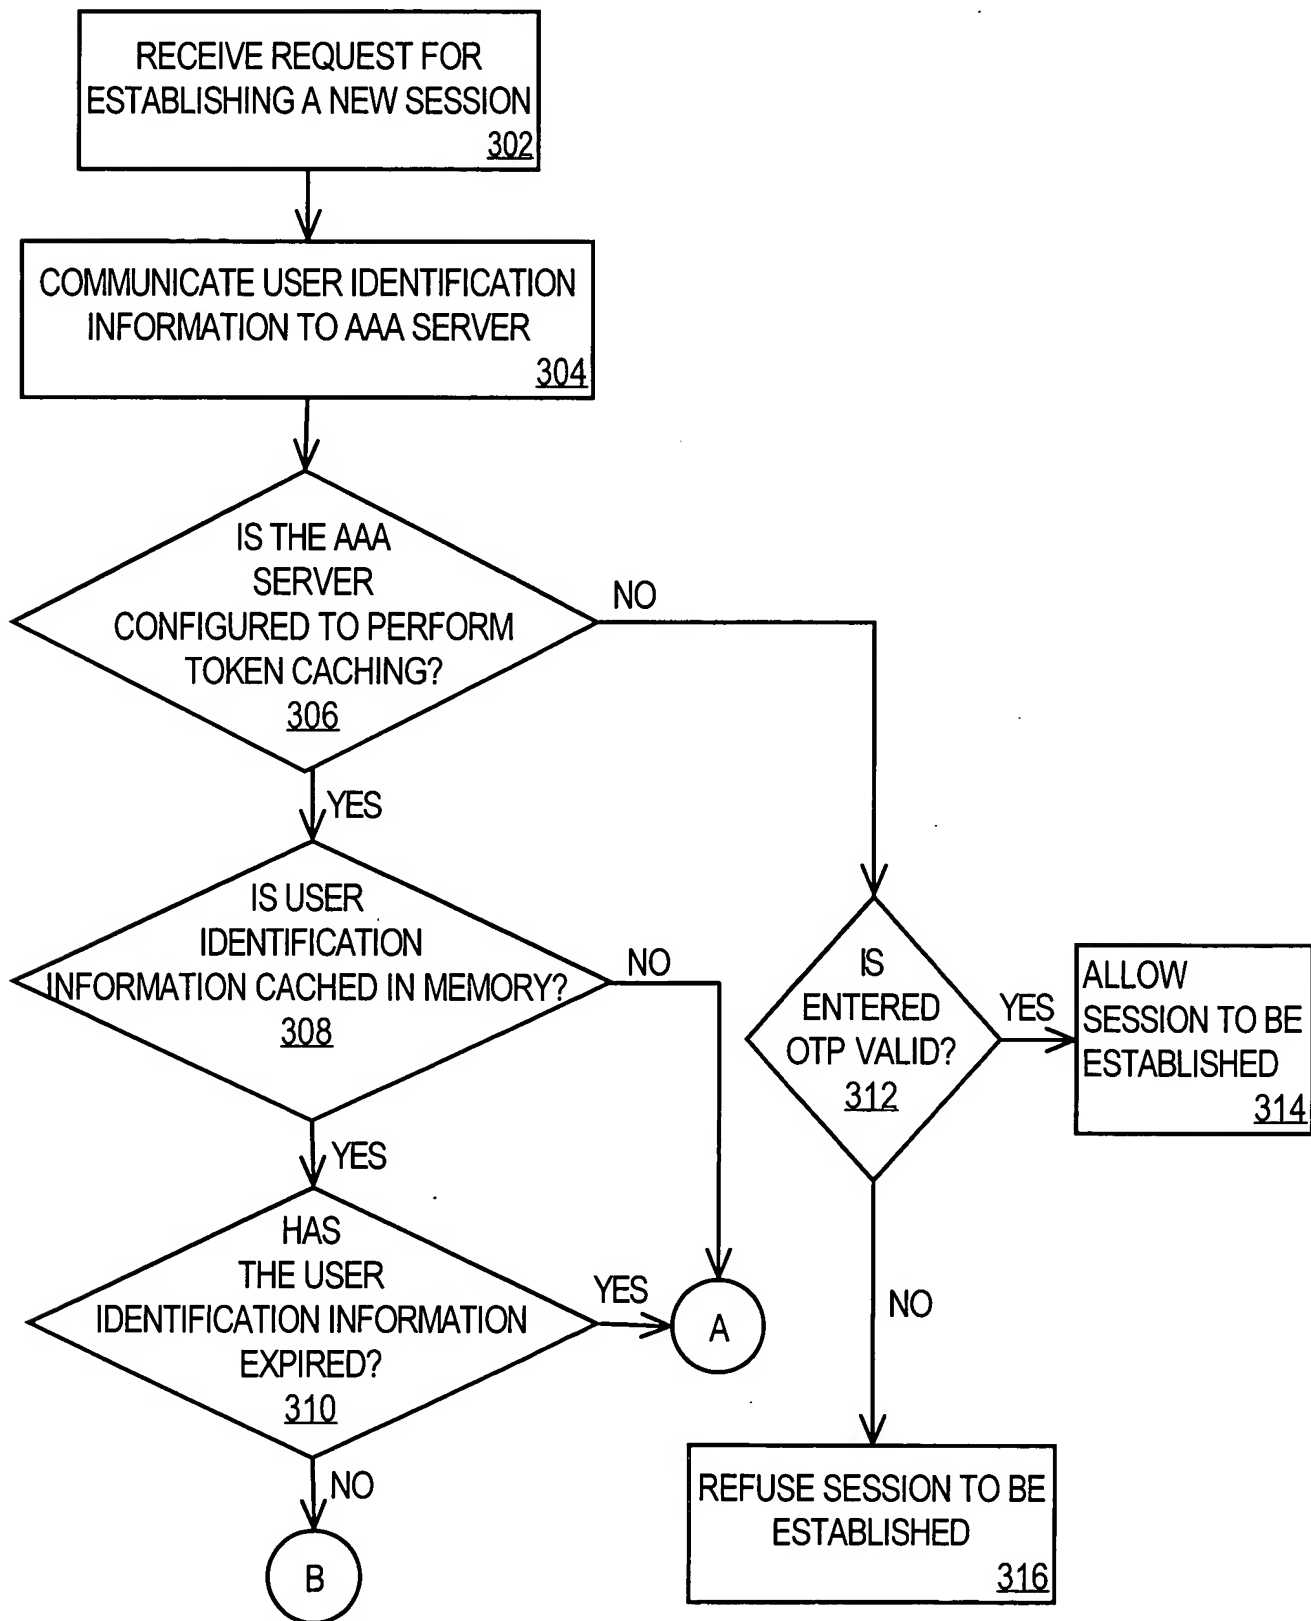 RECEIVE REQUEST FOR
ESTABLISHING A NEW SESSION
302
COMMUNICATE USER IDENTIFICATION
INFORMATION TO AAA SERVER
304
IS THE AAA
SERVER
CONFIGURED TO PERFORM
TOKEN CACHING?
306
NO
YES
IS USER
IDENTIFICATION
INFORMATION CACHED IN MEMORY?
308
NO
YES
HAS
THE USER
IDENTIFICATION INFORMATION
EXPIRED?
310
YES
A
NO
B
IS
ENTERED
OTP VALID?
312
YES
ALLOW
SESSION TO BE
ESTABLISHED
314
NO
REFUSE SESSION TO BE
ESTABLISHED
316